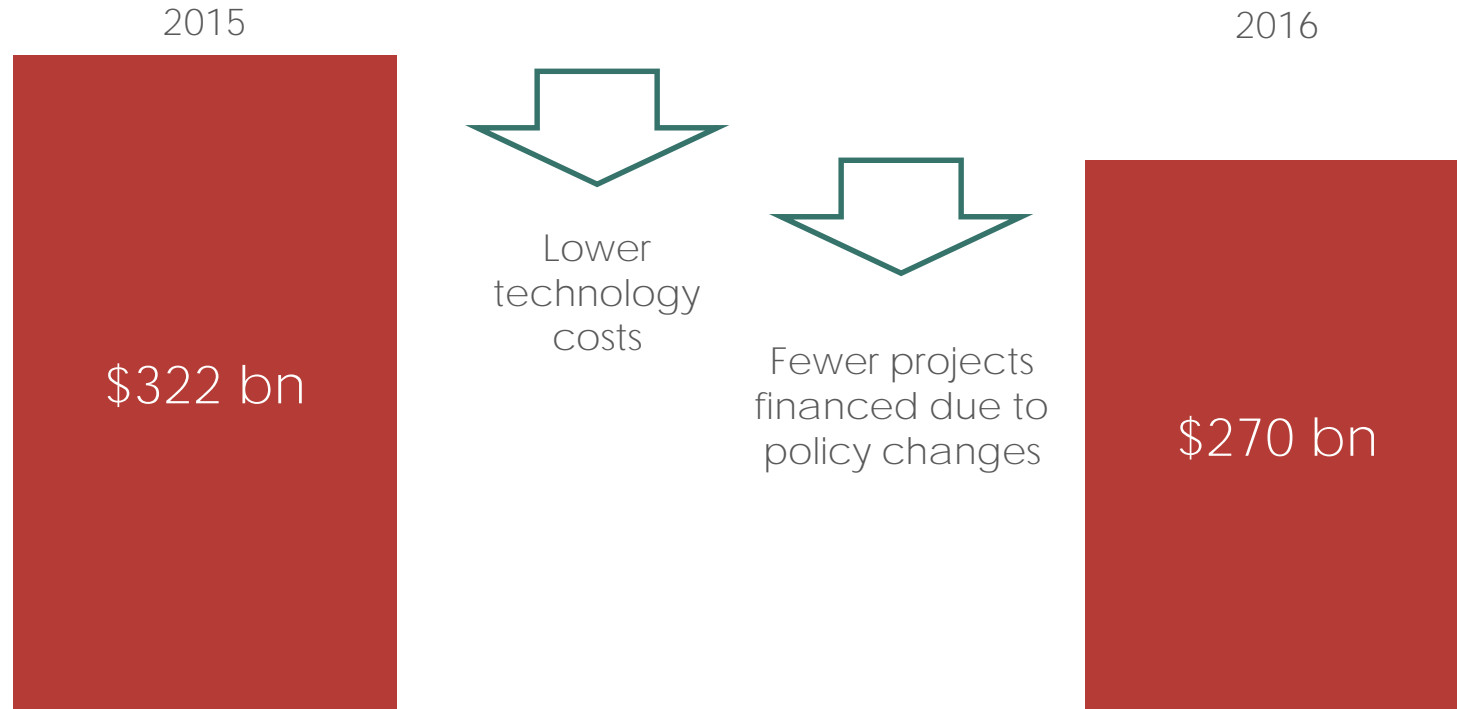 2015
$322 bn
Lower
technology
costs
Fewer projects
financed due to
policy changes
2016
$270 bn